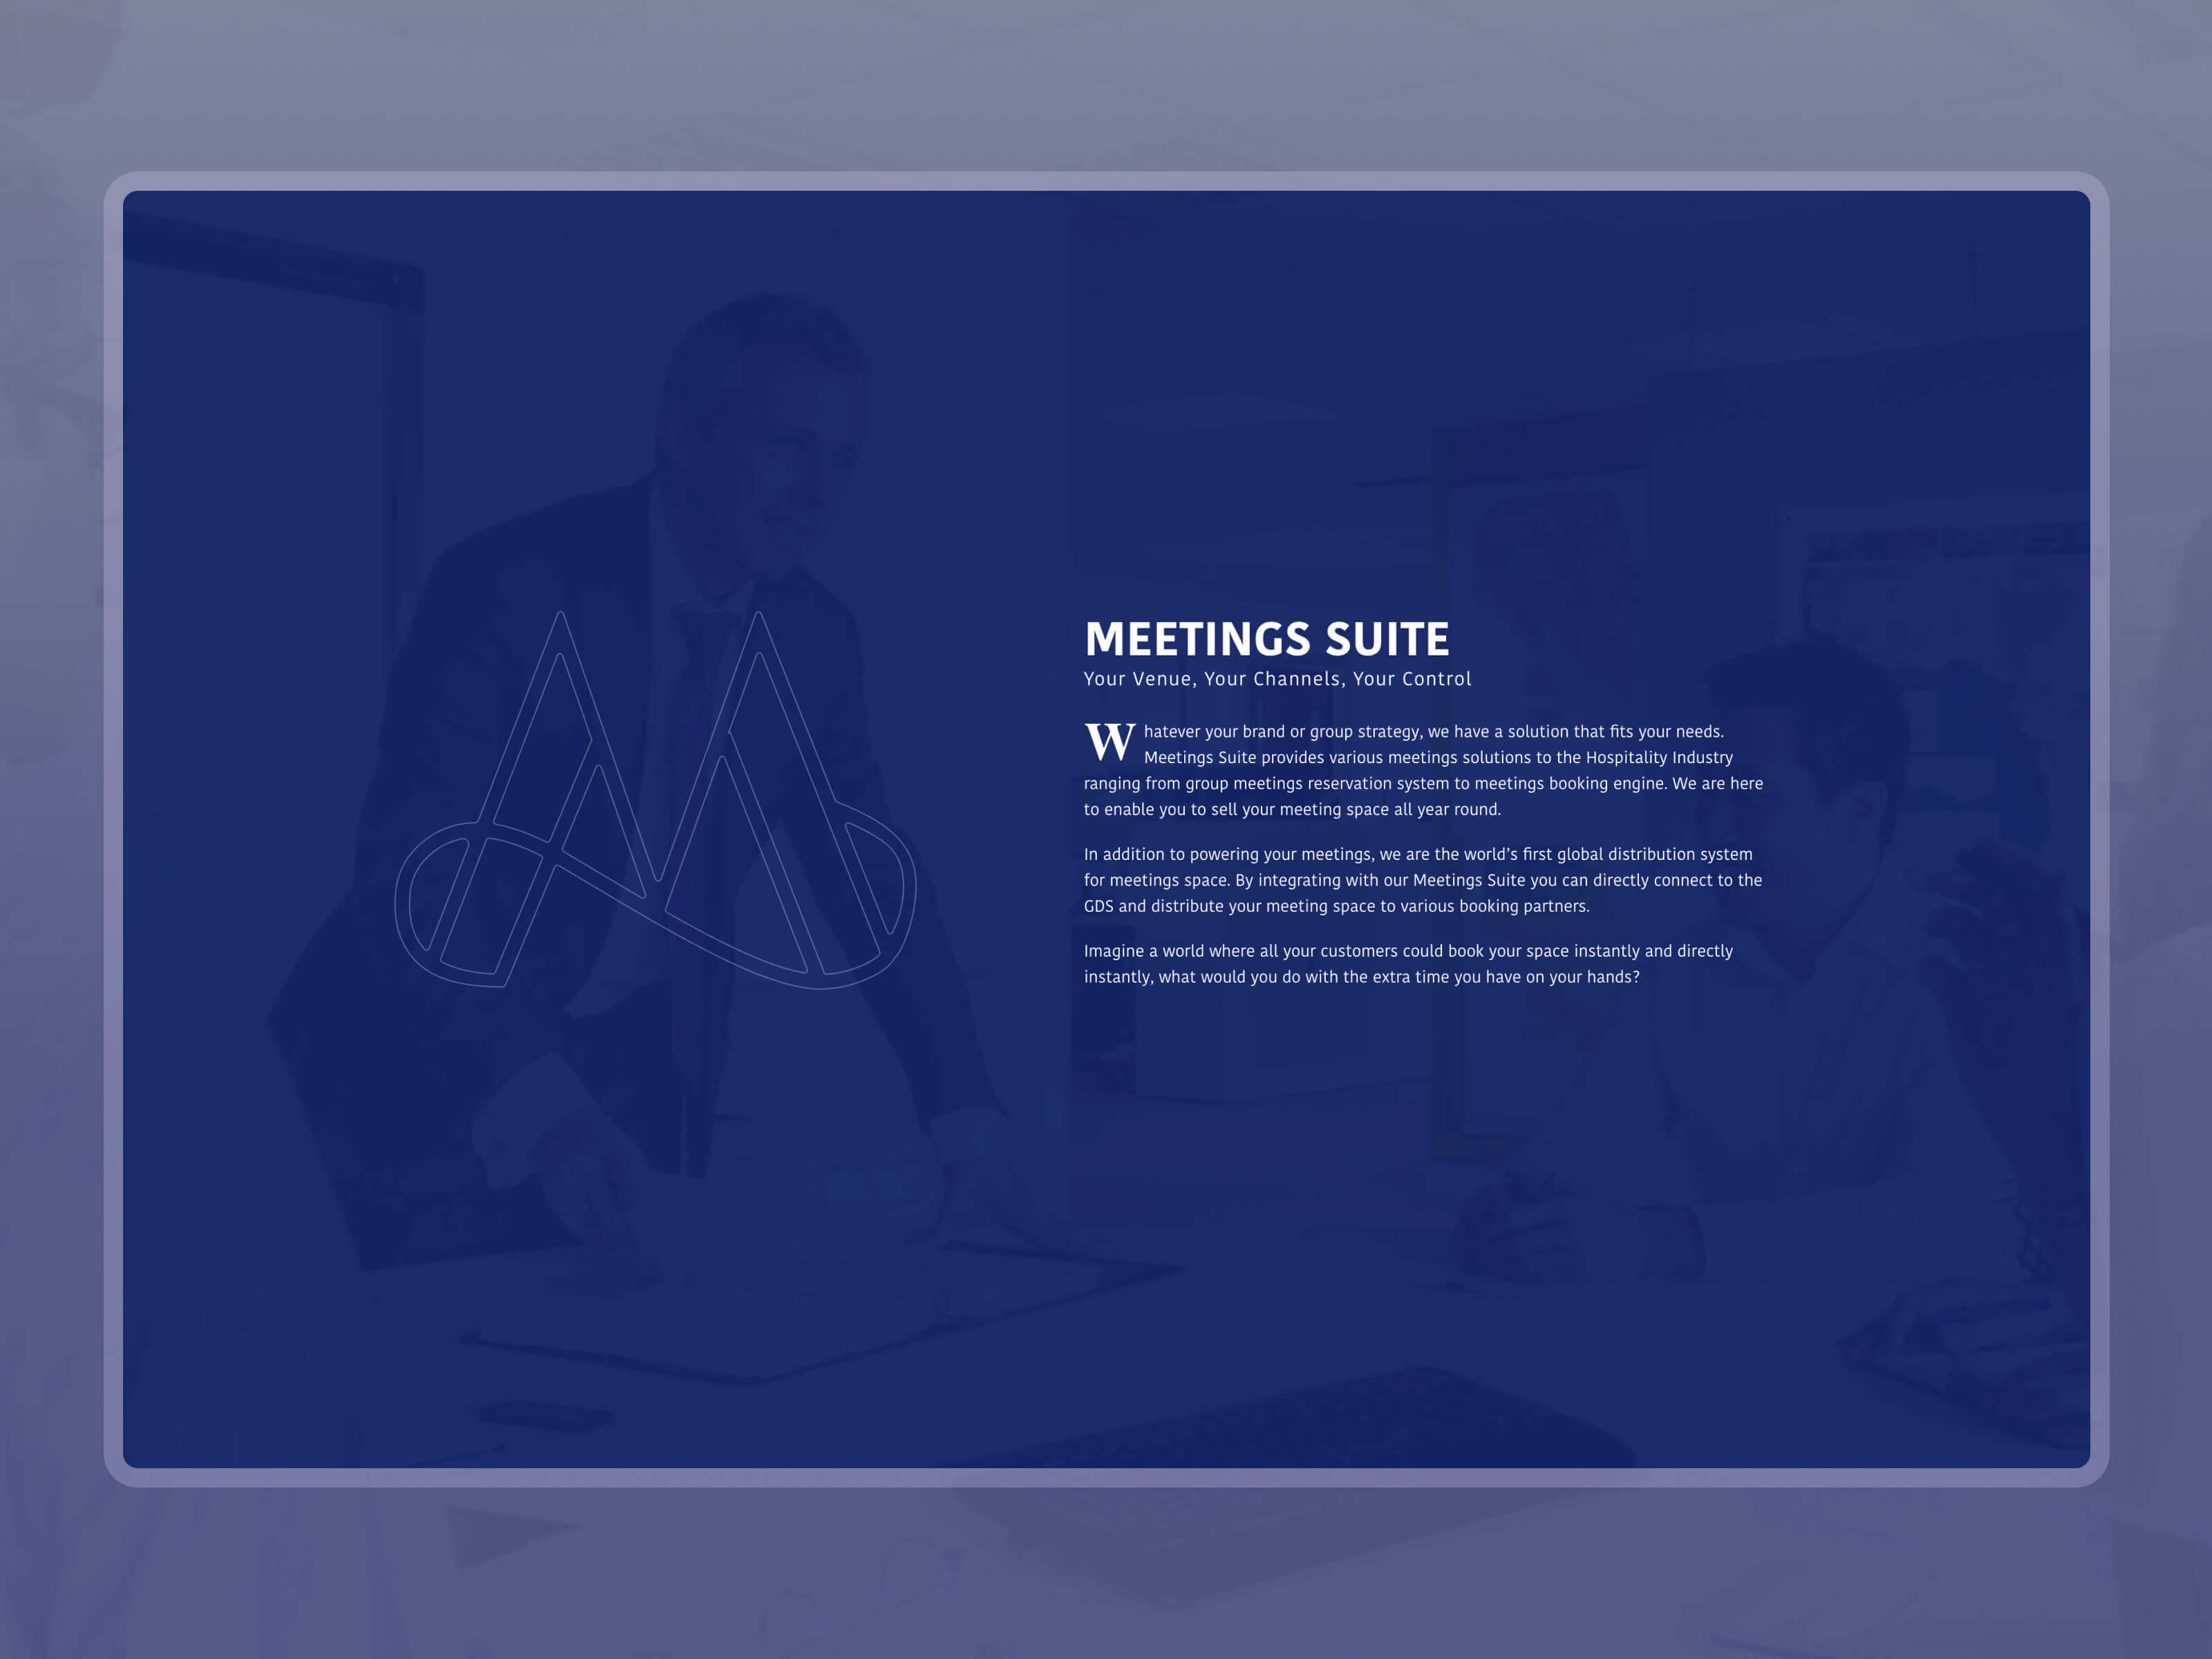 MEETINGS SUITE
Your Venue, Your Channels, Your Control
Whatever your brand or group strategy, we have a solution that fits your needs.
Meetings Suite provides various meetings solutions to the Hospitality Industry
ranging from group meetings reservation system to meetings booking engine. We are here
to enable you to sell your meeting space all year round.
In addition to powering your meetings, we are the world’s first global distribution system
for meetings space. By integrating with our Meetings Suite you can directly connect to the
GDS and distribute your meeting space to various booking partners.
Imagine a world where all your customers could book your space instantly and directly
instantly, what would you do with the extra time you have on your hands?